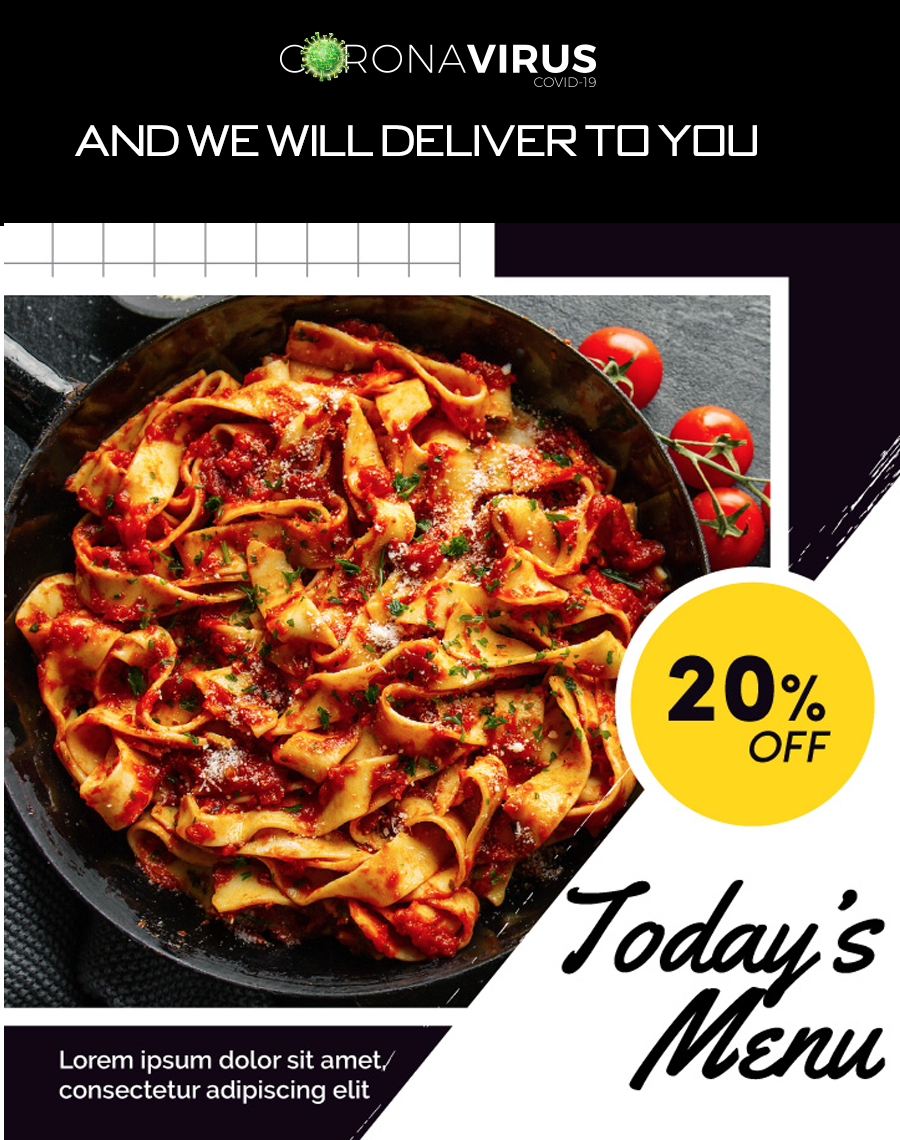 CORONAVIRUS
COVID-19
AND WE WILL DELIVER TO YOU
20%
OFF
Today's
Menu
Lorem ipsum dolor sit amet,
consectetur adipiscing elit